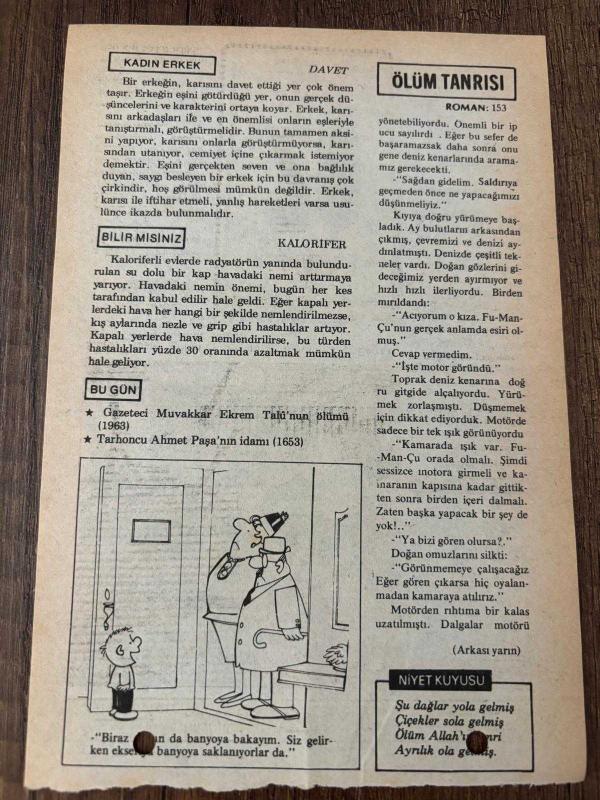 KADIN ERKEK
DAVET
Bir erkeğin, karısını davet ettiği yer çok önem
taşır. Erkeğin eşini götürdüğü yer, onun gerçek dü-
şüncelerini ve karakterini ortaya koyar. Erkek, karı-
sını arkadaşları ile ve en önemlisi onların eşleriyle
tanıştırmalı, görüştürmelidir. Bunun tamamen aksi-
ni yapıyor, karısını onlarla görüştürmüyorsa, karı-
sından utanıyor, cemiyet içine çıkarmak istemiyor
demektir. Eşini gerçekten seven ve ona bağlılık
duyan, saygı besleyen bir erkek için bu davranış çok
çirkindir, hoş görülmesi mümkün değildir. Erkek,
karısı ile iftihar etmeli, yanlış hareketleri varsa usu-
lünce ikazda bulunmalıdır.
BİLİR MİSİNİZ
KALORİFER
Kaloriferli evlerde radyatörün yanında bulundu-
rulan su dolu bir kap havadaki nemi arttırmaya
yarıyor. Havadaki nemin önemi, bugün her kes
tarafından kabul edilir hale geldi. Eğer kapalı yer-
lerdeki hava her hangi bir şekilde nemlendirilmezse,
kış aylarında nezle ve grip gibi hastalıklar artıyor.
Kapalı yerlerde hava nemlendirilirse, bu türden
hastalıkları yüzde 30 oranında azaltmak mümkün
hale geliyor.
BU GÜN
★ Gazeteci Muvakkar Ekrem Talû'nun ölümü
(1963)
★ Tarhoncu Ahmet Paşa'nın idamı (1653)
-"Biraz da banyoya bakayım. Siz gelir-
ken banyoya saklanıyorlar da."
ÖLÜM TANRISI
ROMAN: 153
yönetebiliyordu. Önemli bir ip
ucu sayılırdı . Eğer bu sefer de
başaramazsak daha sonra onu
gene deniz kenarlarında arama-
mız gerekecekti.
-"Sağdan gidelim. Saldırıya
geçmeden önce ne yapacağımızı
düşünmeliyiz."
Kıyıya doğru yürümeye baş-
ladık. Ay bulutların arkasından
çıkmış, çevremizi ve denizi ay-
dınlatmıştı. Denizde çeşitli tek-
neler vardı. Doğan gözlerini gi-
deceğimiz yerden ayırmıyor ve
hızlı hızlı ilerliyordu. Birden
mırıldandı:
-"Acıyorum o kıza. Fu-Man-
Çu'nun gerçek anlamda esiri ol-
muş."
Cevap vermedim.
-"İşte motor göründü."
Toprak deniz kenarına doğ
ru gitgide alçalıyordu. Yürü-
mek zorlaşmıştı. Düşmemek
için dikkat ediyorduk. Motörde
sadece bir tek ışık görünüyordu
-"Kamarada ışık var. Fu-
-Man-Çu orada olmalı. Şimdi
sessizce motora girmeli ve ka-
maranın kapısına kadar gittik-
ten sonra birden içeri dalmalı.
Zaten başka yapacak bir şey de
yok!.."
-"Ya bizi gören olursa?."
Doğan omuzlarını silkti:
-"Görünmemeye çalışacağız
Eğer gören çıkarsa hiç oyalan-
madan kamaraya atılırız."
Motörden rıhtıma bir kalas
uzatılmıştı. Dalgalar motörü
(Arkası yarın)
NİYET KUYUSU
Şu dağlar yola gelmiş
Çiçekler sola gelmiş
Ölüm Allah'ın
Ayrılık ola